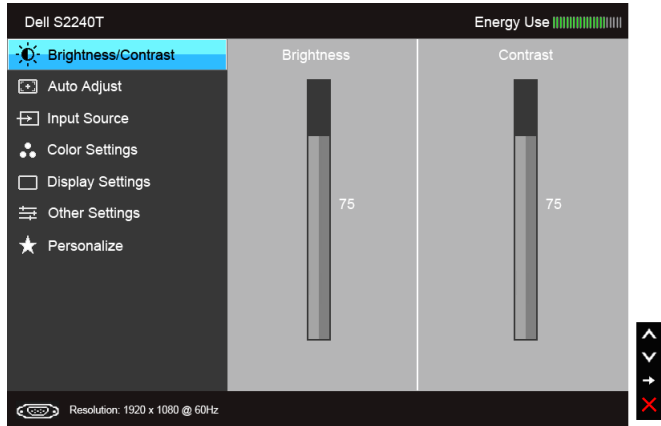 Dell S2240T
Energy Use
Brightness/Contrast
Brightness
Contrast
Auto Adjust
Input Source
Color Settings
Display Settings
75
75
Other Settings
Personalize
Resolution: 1920 x 1080 @ 60Hz